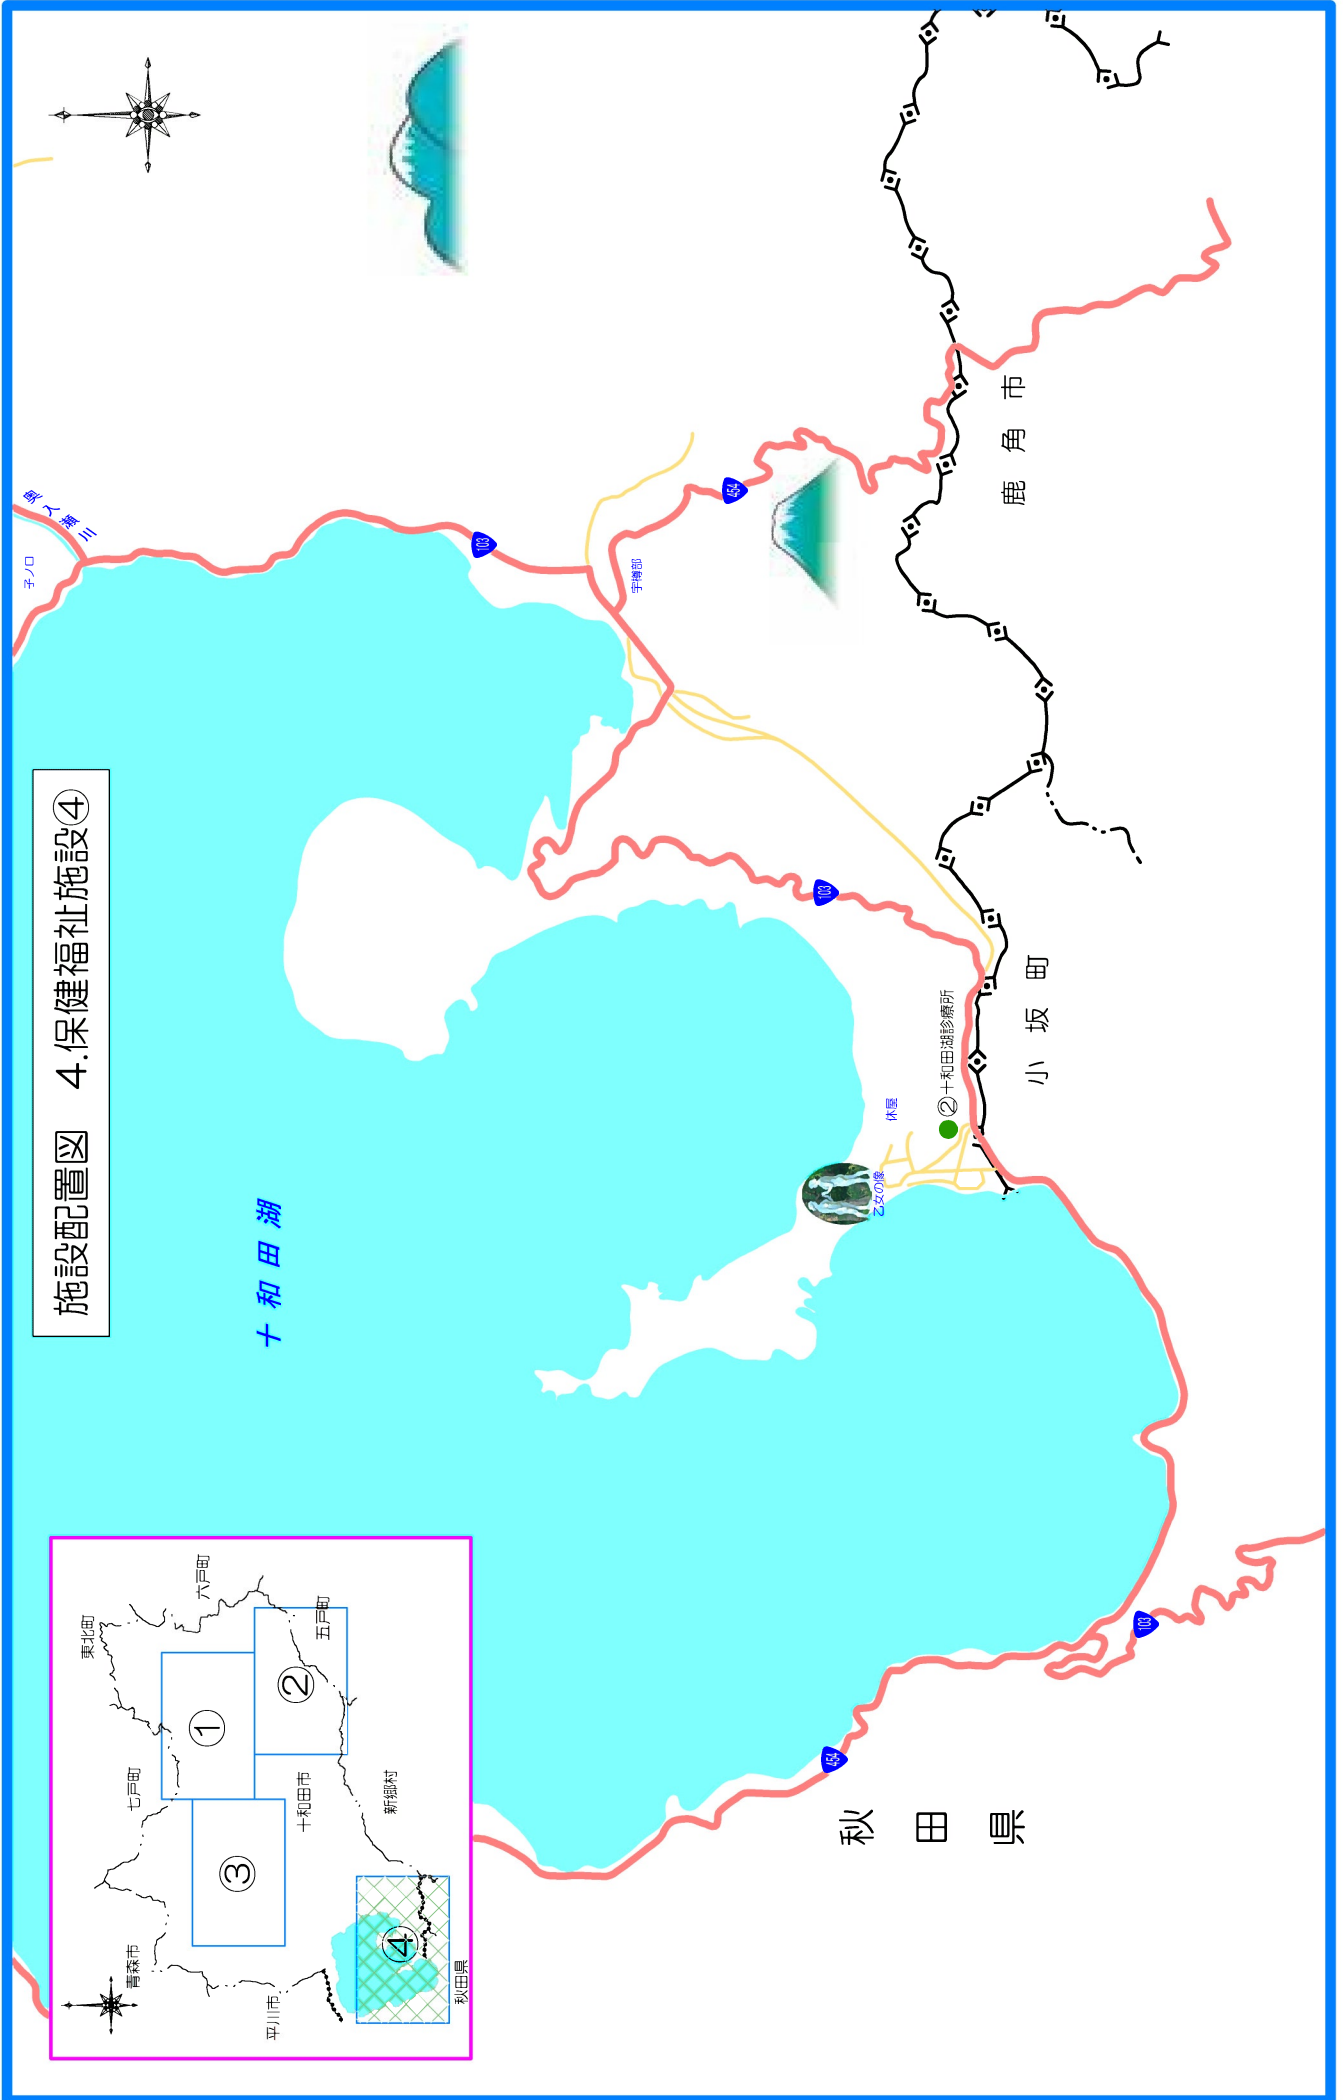 施設配置図 4.保健福祉施設④
十和田湖
奥入瀬川
子ノ口
103
宇樽部
454
鹿角市
103
小坂町
②十和田湖診療所
休屋
乙女の像
103
454
秋田県
東北町
六戸町
五戸町
①
②
七戸町
十和田市
新郷村
③
青森市
平川市
④
秋田県